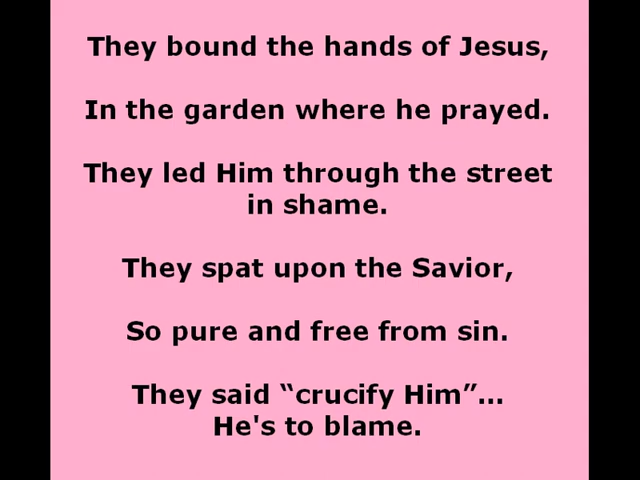 They bound the hands of Jesus,
In the garden where he prayed.
They led Him through the street
in shame.
They spat upon the Savior,
So pure and free from sin.
They said “crucify Him”...
He's to blame.